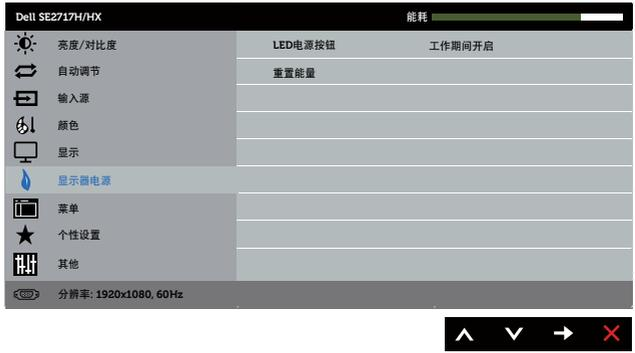 Dell SE2717H/HX 能耗
亮度/对比度 LED电源按钮 工作期间开启
自动调节 重置能量
输入源
颜色
显示
显示器电源
菜单
个性设置
其他
分辨率: 1920x1080, 60Hz